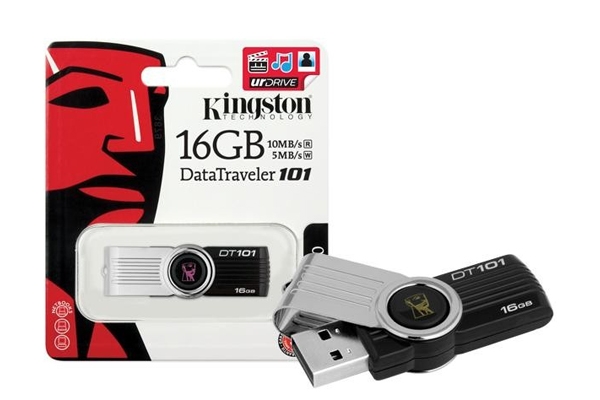 urDRIVE
Kingston
TECHNOLOGY
16GB 10MB/s R
5MB/s W
DataTraveler 101
DT101
16GB
DT101
16GB